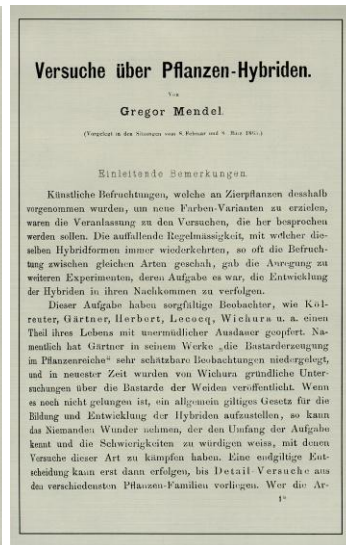 Versuche über Pflanzen-Hybriden.
Von
Gregor Mendel.
(Vorgelegt in den Sitzungen vom 8. Februar und 8. März 1865.)
Einleitende Bemerkungen.
Künstliche Befruchtungen, welche an Zierpflanzen desshalb
vorgenommen wurden, um neue Farben-Varianten zu erzielen,
waren die Veranlassung zu den Versuchen, die her besprochen
werden sollen. Die auffallende Regelmässigkeit, mit welcher die-
selben Hybridformen immer wiederkehrten, so oft die Befruch-
tung zwischen gleichen Arten geschah, gab die Anregung zu
weiteren Experimenten, deren Aufgabe es war, die Entwicklung
der Hybriden in ihren Nachkommen zu verfolgen.
Dieser Aufgabe haben sorgfältige Beobachter, wie Köl-
reuter, Gärtner, Herbert, Lecocq, Wichura u. a. einen
Theil ihres Lebens mit unermüdlicher Ausdauer geopfert. Na-
mentlich hat Gärtner in seinem Werke „die Bastarderzeugung
im Pflanzenreiche“ sehr schätzbare Beobachtungen niedergelegt,
und in neuester Zeit wurden von Wichura gründliche Unter-
suchungen über die Bastarde der Weiden veröffentlicht. Wenn
es noch nicht gelungen ist, ein allgemein giltiges Gesetz für die
Bildung und Entwicklung der Hybriden aufzustellen, so kann
das Niemanden Wunder nehmen, der den Umfang der Aufgabe
kennt und die Schwierigkeiten zu würdigen weiss, mit denen
Versuche dieser Art zu kämpfen haben. Eine endgiltige Ent-
scheidung kann erst dann erfolgen, bis Detail-Versuche aus
den verschiedensten Pflanzen-Familien vorliegen. Wer die Ar-
1*